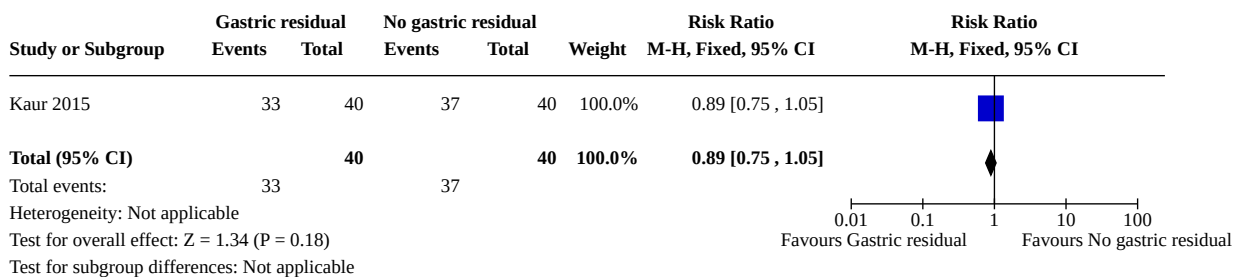 Gastric residual No gastric residual Risk Ratio Risk Ratio
Study or Subgroup Events Total Events Total Weight M-H, Fixed, 95% CI M-H, Fixed, 95% CI
Kaur 2015 33 40 37 40 100.0% 0.89 [0.75 , 1.05]
Total (95% CI) 40 40 100.0% 0.89 [0.75 , 1.05]
Total events: 33 37
Heterogeneity: Not applicable
0.01 0.1 1 10 100
Test for overall effect: Z = 1.34 (P = 0.18) Favours Gastric residual Favours No gastric residual
Test for subgroup differences: Not applicable